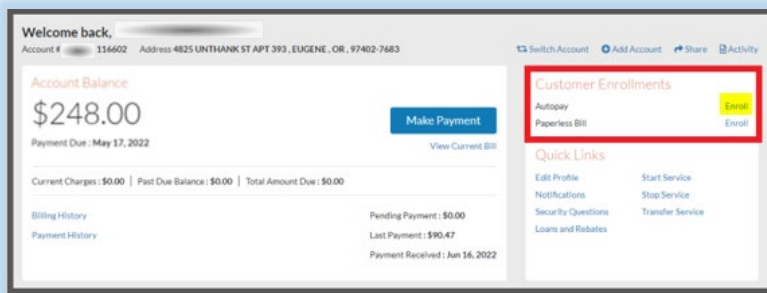 Welcome back,
Account # 116602 Address 4825 UNTHANK ST APT 393 , EUGENE , OR , 97402-7683
Switch Account Add Account Share Activity
Account Balance
$248.00
Make Payment
Payment Due : May 17, 2022
View Current Bill
Current Charges : $0.00 | Past Due Balance : $0.00 | Total Amount Due : $0.00
Billing History
Payment History
Pending Payment : $0.00
Last Payment : $90.47
Payment Received : Jun 16, 2022
Customer Enrollments
Autopay Enroll
Paperless Bill Enroll
Quick Links
Edit Profile Start Service
Notifications Stop Service
Security Questions Transfer Service
Loans and Rebates